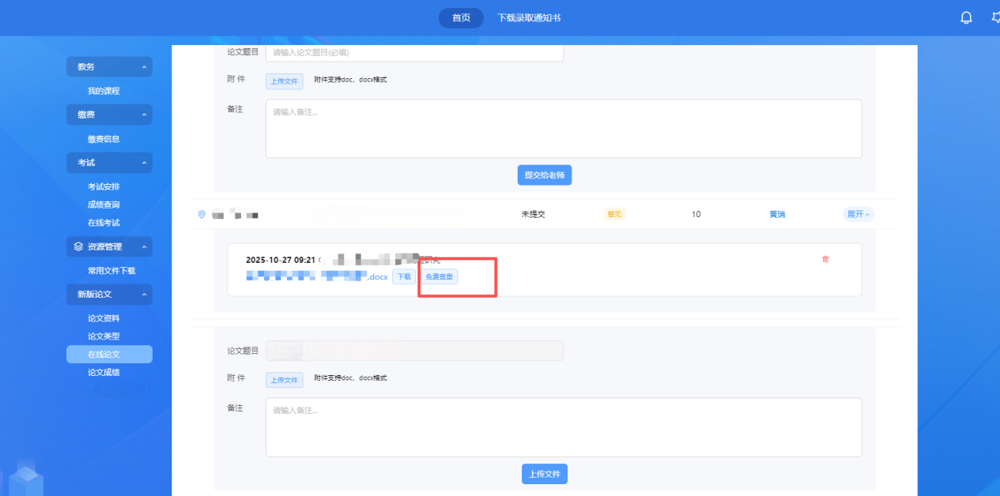 首页 下载录取通知书
教务
我的课程
缴费
缴费信息
考试
考试安排
成绩查询
在线考试
资源管理
常用文件下载
新版论文
论文资料
论文类型
在线论文
论文成绩
论文题目 请输入论文题目(必填)
附 件 上传文件 附件支持doc、docx格式
备注 请输入备注...
提交给老师
未提交 暂无 10 黄瑞 展开
2025-10-27 09:21 研究
.docx 下载 免费查重
论文题目
附 件 上传文件 附件支持doc、docx格式
备注 请输入备注...
上传文件